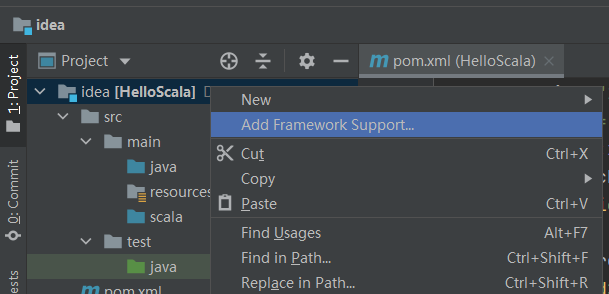 idea
1: Project
0: Commit
Project
pom.xml (HelloScala)
idea [HelloScala]
src
main
java
resources
scala
test
java
pom.xml
New
Add Framework Support...
Cut Ctrl+X
Copy
Paste Ctrl+V
Find Usages Alt+F7
Find in Path... Ctrl+Shift+F
Replace in Path... Ctrl+Shift+R